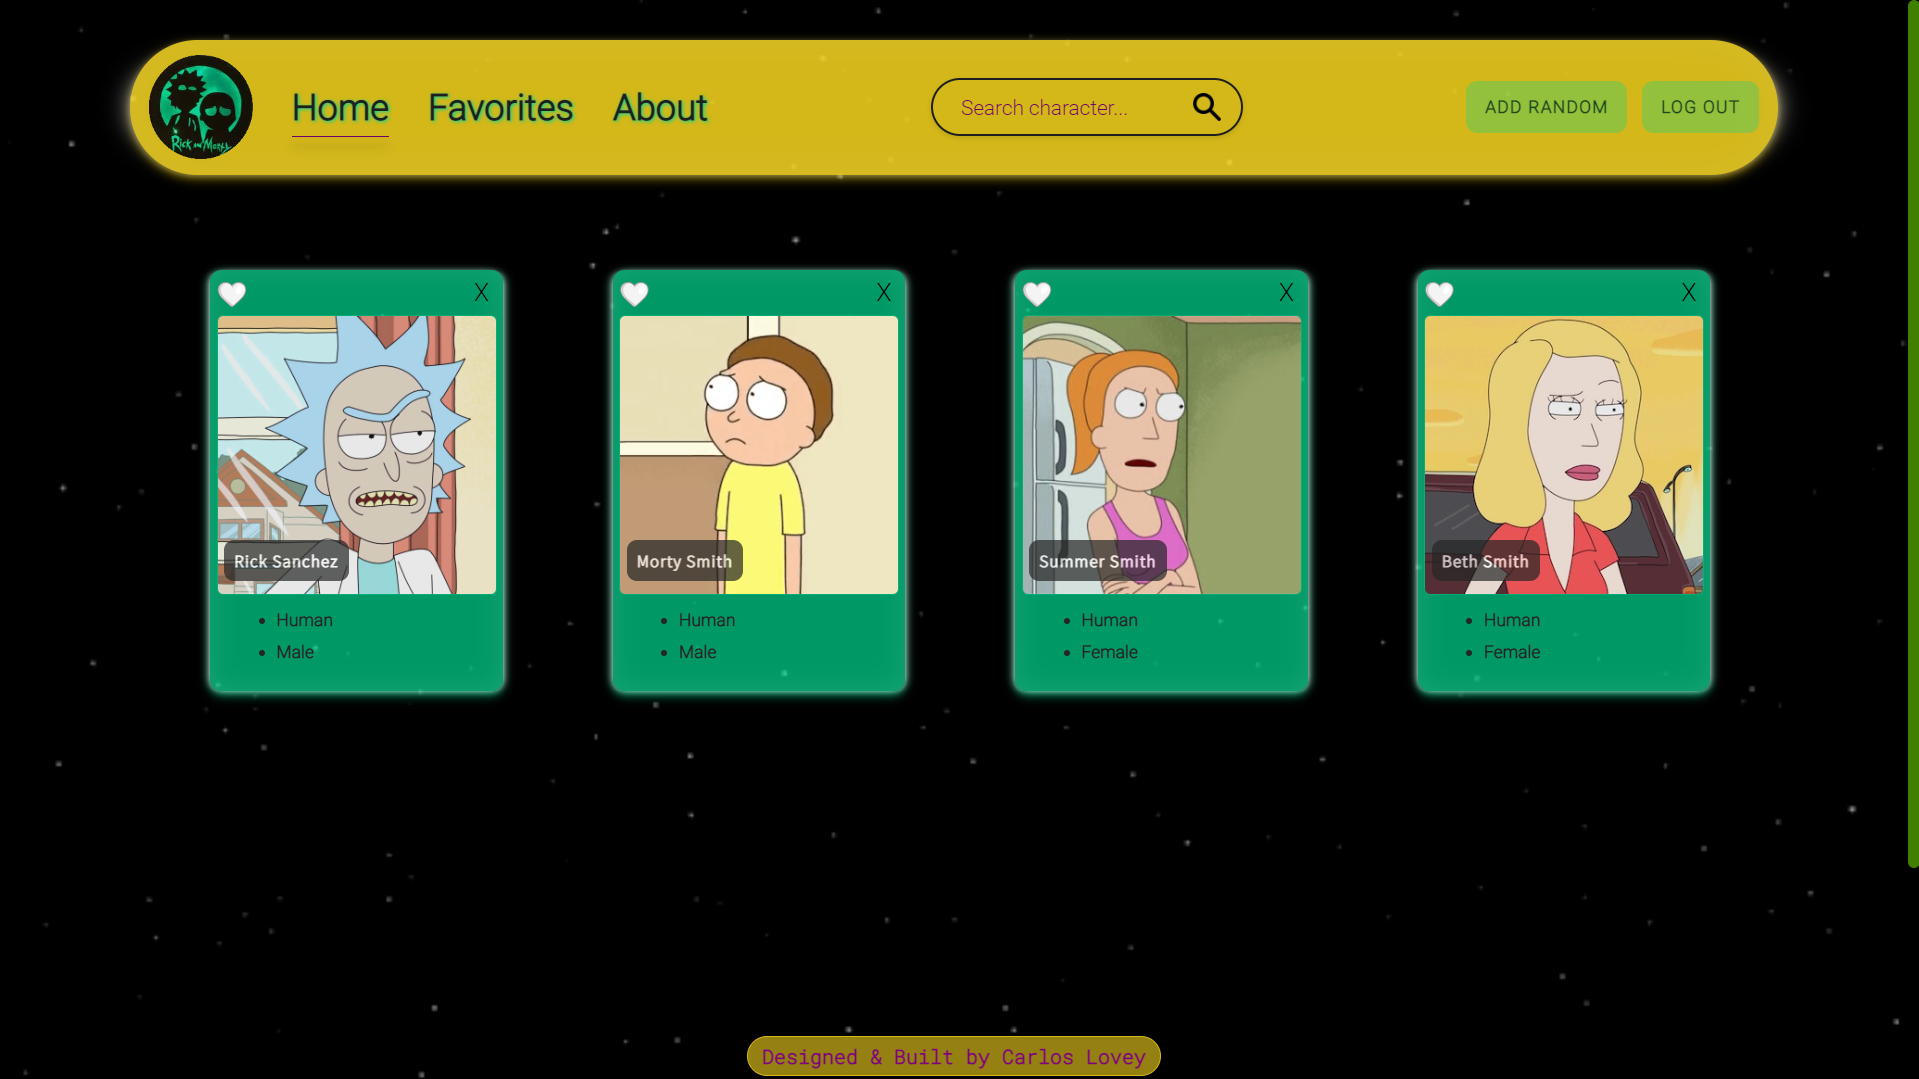 Rick and Morty
Home Favorites About
Search character...
ADD RANDOM LOG OUT
X X X X
Rick Sanchez
Human
Male
Morty Smith
Human
Male
Summer Smith
Human
Female
Beth Smith
Human
Female
Designed & Built by Carlos Lovey